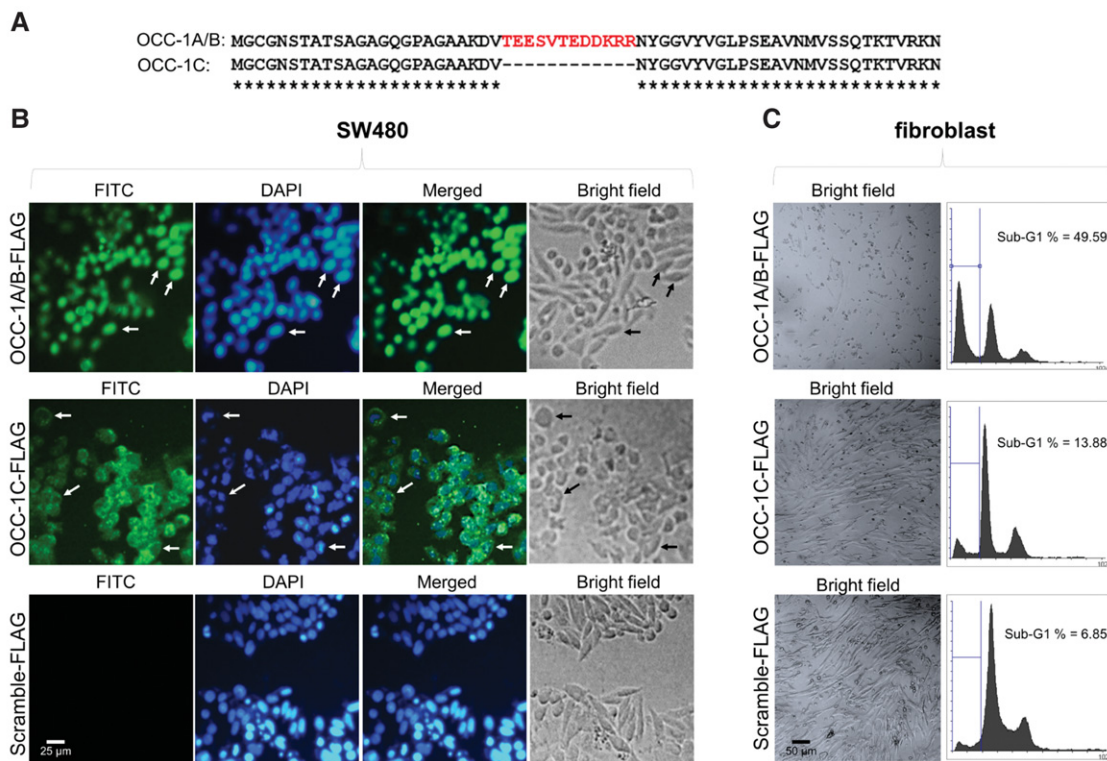 A
OCC-1A/B: MGCGNSTATSAGAGQGPAGAAKDVTEESVTEDDKRRNYGGVYVGLPSEAVNMVSSQTKTVRKN
OCC-1C: MGCGNSTATSAGAGQGPAGAAKDV------------NYGGVYVGLPSEAVNMVSSQTKTVRKN
************************ ***************************
B
SW480
FITC DAPI Merged Bright field
OCC-1A/B-FLAG
FITC DAPI Merged Bright field
OCC-1C-FLAG
FITC DAPI Merged Bright field
Scramble-FLAG
25 µm
C
fibroblast
Bright field
OCC-1A/B-FLAG
Sub-G1 % = 49.59
Bright field
OCC-1C-FLAG
Sub-G1 % = 13.88
Bright field
Scramble-FLAG
50 µm
Sub-G1 % = 6.85